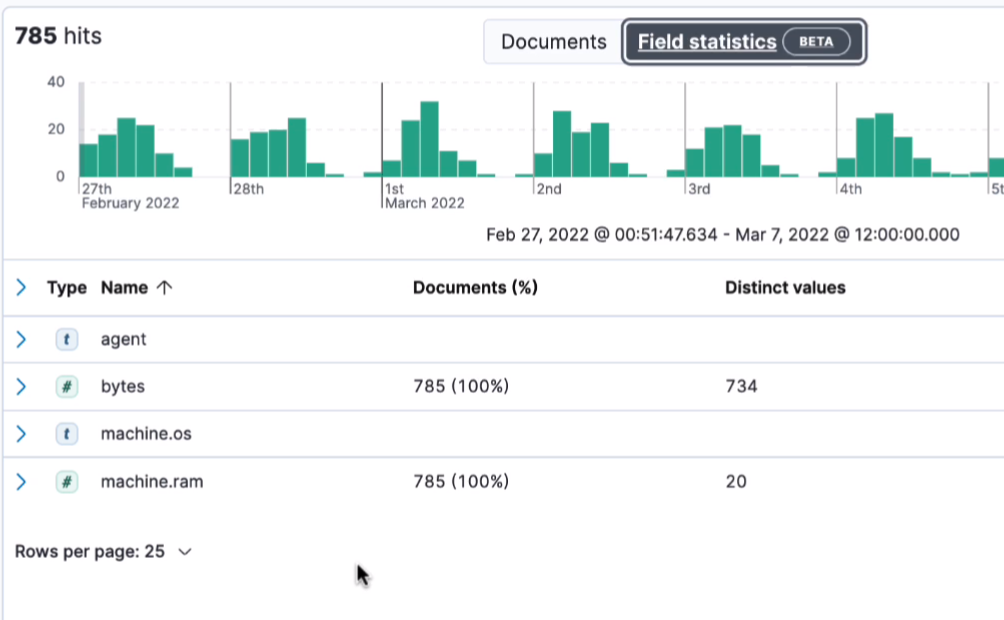 785 hits
Documents Field statistics BETA
40
20
0
27th 28th 1st 2nd 3rd 4th 5t
February 2022 March 2022
Feb 27, 2022 @ 00:51:47.634 - Mar 7, 2022 @ 12:00:00.000
Type Name ↑ Documents (%) Distinct values
t agent
# bytes 785 (100%) 734
t machine.os
# machine.ram 785 (100%) 20
Rows per page: 25